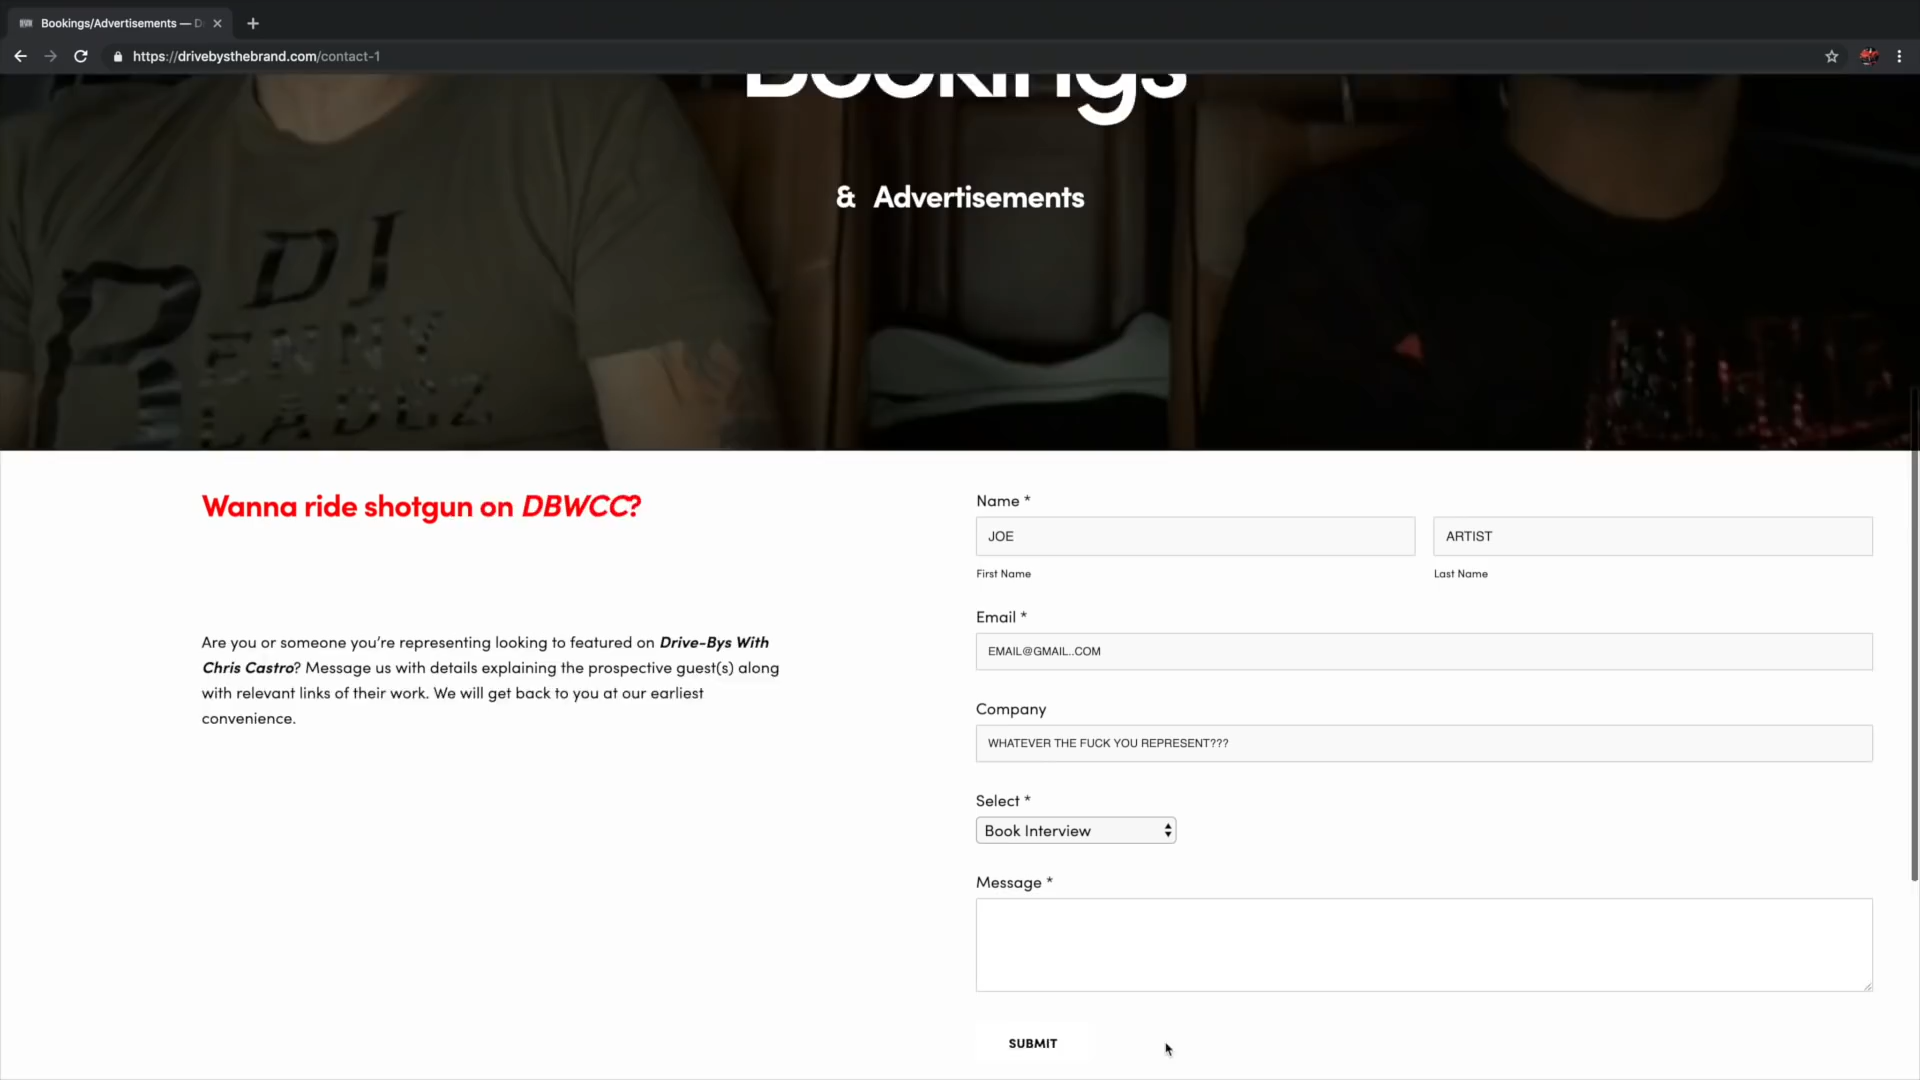 Bookings/Advertisements — D
https://drivebysthebrand.com/contact-1
Bookings
& Advertisements
DJ
BENNY
BLADEZ
Wanna ride shotgun on DBWCC?
Are you or someone you’re representing looking to featured on Drive-Bys With
Chris Castro? Message us with details explaining the prospective guest(s) along
with relevant links of their work. We will get back to you at our earliest
convenience.
Name *
JOE
ARTIST
First Name
Last Name
Email *
EMAIL@GMAIL..COM
Company
WHATEVER THE FUCK YOU REPRESENT???
Select *
Book Interview
Message *
SUBMIT